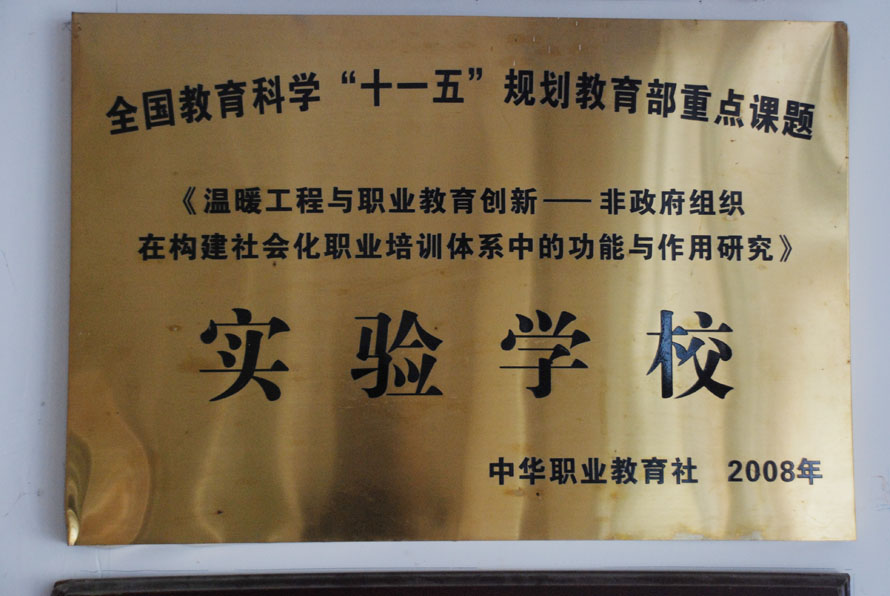 全国教育科学“十一五”规划教育部重点课题
《温暖工程与职业教育创新——非政府组织
在构建社会化职业培训体系中的功能与作用研究》
实验学校
中华职业教育社 2008年